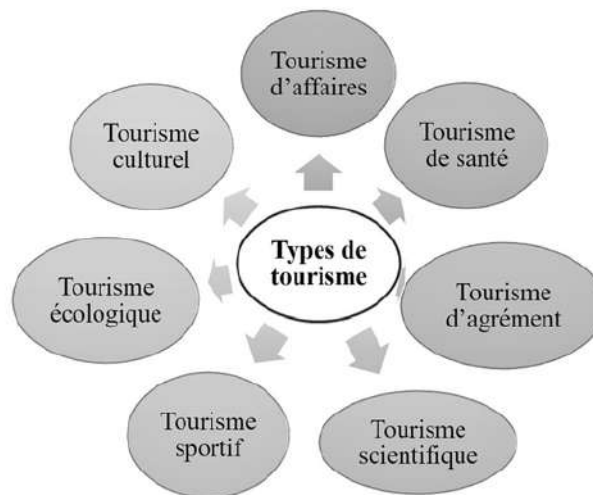 Tourisme
d'affaires
Tourisme
de santé
Tourisme
culturel
Types de
tourisme
Tourisme
d'agrément
Tourisme
écologique
Tourisme
scientifique
Tourisme
sportif